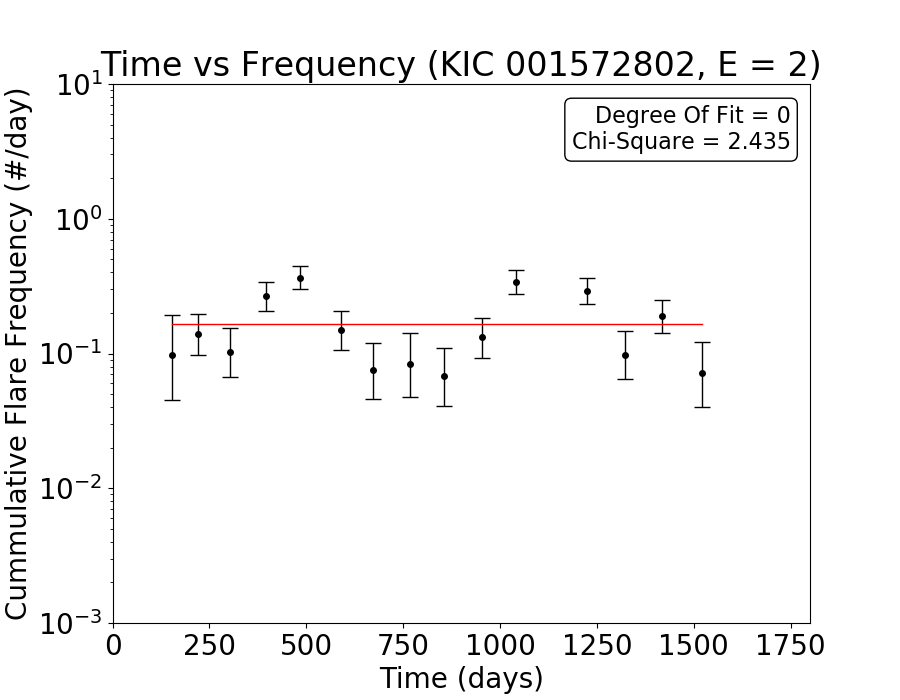 Time vs Frequency (KIC 001572802, E = 2)
Degree Of Fit = 0
Chi-Square = 2.435
Cummulative Flare Frequency (#/day)
10¹
10⁰
10⁻¹
10⁻²
10⁻³
0 250 500 750 1000 1250 1500 1750
Time (days)